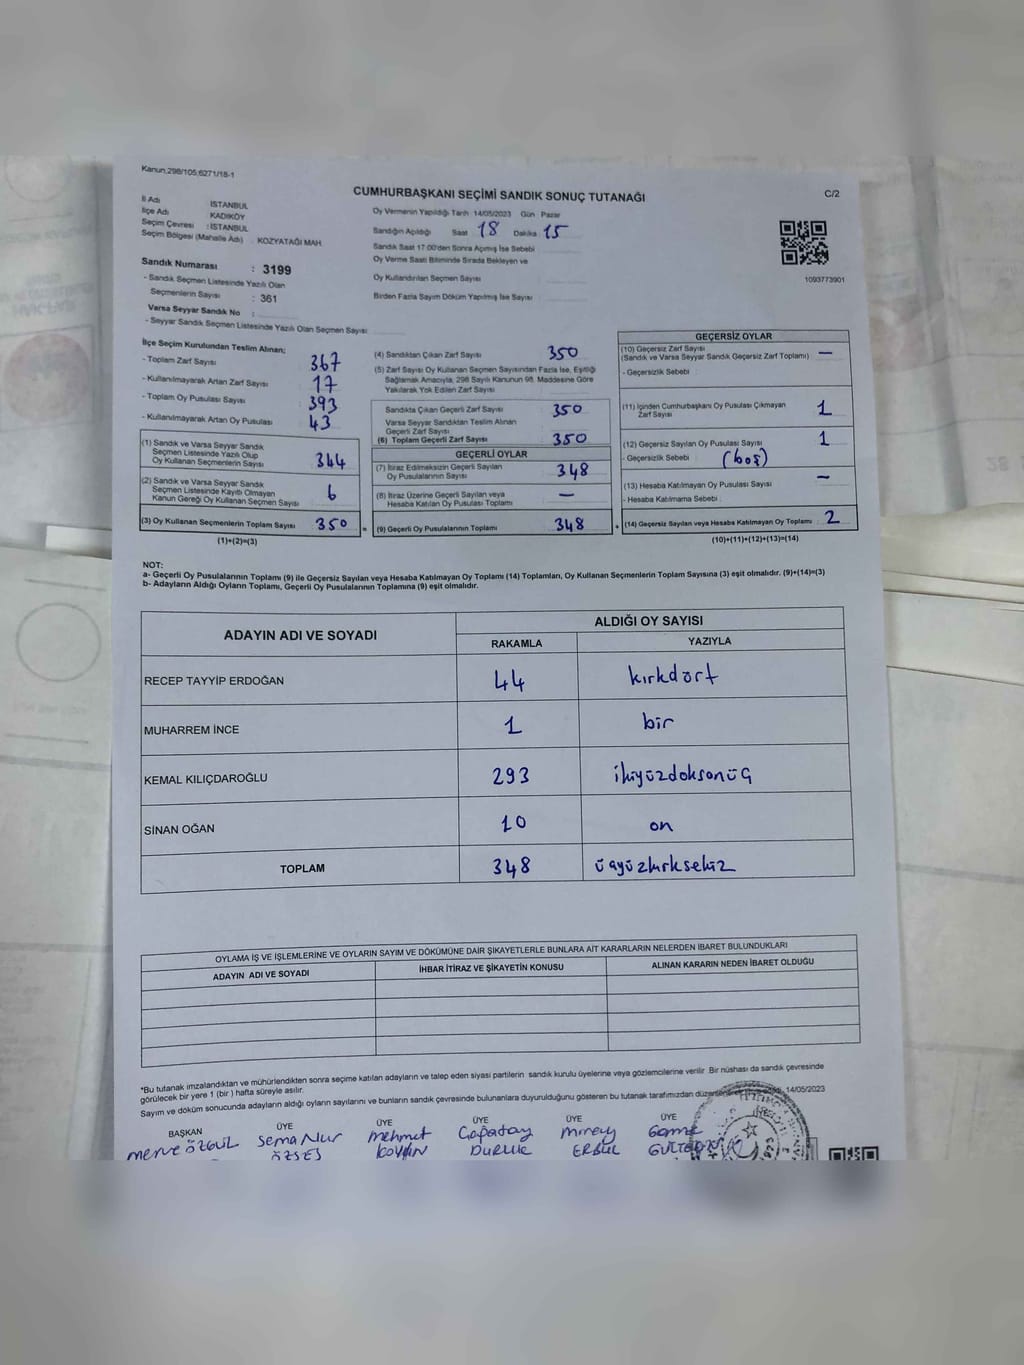 Kanun,298/105;6271/18-1
CUMHURBAŞKANI SEÇİMİ SANDIK SONUÇ TUTANAĞI
C/2
İl Adı İSTANBUL
İlçe Adı KADIKÖY
Seçim Çevresi : İSTANBUL
Seçim Bölgesi (Mahalle Adı) . KOZYATAĞI MAH.
Sandık Numarası : 3199
- Sandık Seçmen Listesinde Yazılı Olan
Seçmenlerin Sayısı : 361
Varsa Seyyar Sandık No :
- Seyyar Sandık Seçmen Listesinde Yazılı Olan Seçmen Sayısı
Oy Vermenin Yapıldığı Tarih 14/05/2023 Gün Pazar
Sandığın Açıldığı Saat 18 Dakika 15
Sandık Saat 17.00'den Sonra Açılmış İse Sebebi
Oy Verme Saati Bitiminde Sırada Bekleyen ve
Oy Kullandırılan Seçmen Sayısı
Birden Fazla Sayım Döküm Yapılmış İse Sayısı
1093773901
İlçe Seçim Kurulundan Teslim Alınan;
- Toplam Zarf Sayısı 367
- Kullanılmayarak Artan Zarf Sayısı 17
- Toplam Oy Pusulası Sayısı 393
- Kullanılmayarak Artan Oy Pusulası 43
(1) Sandık ve Varsa Seyyar Sandık
Seçmen Listesinde Yazılı Olup
Oy Kullanan Seçmenlerin Sayısı 344
(2) Sandık ve Varsa Seyyar Sandık
Seçmen Listesinde Kayıtlı Olmayan
Kanun Gereği Oy Kullanan Seçmen Sayısı 6
(3) Oy Kullanan Seçmenlerin Toplam Sayısı 350 =
(1)+(2)=(3)
(4) Sandıktan Çıkan Zarf Sayısı 350
(5) Zarf Sayısı Oy Kullanan Seçmen Sayısından Fazla İse, Eşitliği
Sağlamak Amacıyla, 298 Sayılı Kanunun 98. Maddesine Göre
Yakılarak Yok Edilen Zarf Sayısı
Sandıkta Çıkan Geçerli Zarf Sayısı 350
Varsa Seyyar Sandıktan Teslim Alınan
Geçerli Zarf Sayısı
(6) Toplam Geçerli Zarf Sayısı 350
GEÇERLİ OYLAR
(7) İtiraz Edilmeksizin Geçerli Sayılan
Oy Pusulalarının Sayısı 348
(8) İtiraz Üzerine Geçerli Sayılan veya
Hesaba Katılan Oy Pusulası Toplamı —
(9) Geçerli Oy Pusulalarının Toplamı 348 +
GEÇERSİZ OYLAR
(10) Geçersiz Zarf Sayısı
(Sandık ve Varsa Seyyar Sandık Geçersiz Zarf Toplamı) —
- Geçersizlik Sebebi
(11) İçinden Cumhurbaşkanı Oy Pusulası Çıkmayan
Zarf Sayısı 1
(12) Geçersiz Sayılan Oy Pusulası Sayısı 1
- Geçersizlik Sebebi (boş)
(13) Hesaba Katılmayan Oy Pusulası Sayısı —
- Hesaba Katılmama Sebebi
(14) Geçersiz Sayılan veya Hesaba Katılmayan Oy Toplamı 2
(10)+(11)+(12)+(13)=(14)
NOT:
a- Geçerli Oy Pusulalarının Toplamı (9) ile Geçersiz Sayılan veya Hesaba Katılmayan Oy Toplamı (14) Toplamları, Oy Kullanan Seçmenlerin Toplam Sayısına (3) eşit olmalıdır. (9)+(14)=(3)
b- Adayların Aldığı Oyların Toplamı, Geçerli Oy Pusulalarının Toplamına (9) eşit olmalıdır.
ADAYIN ADI VE SOYADI
ALDIĞI OY SAYISI
RAKAMLA YAZIYLA
RECEP TAYYİP ERDOĞAN 44 kırkdört
MUHARREM İNCE 1 bir
KEMAL KILIÇDAROĞLU 293 ikiyüzdoksanüç
SİNAN OĞAN 10 on
TOPLAM 348 üçyüzkırksekiz
OYLAMA İŞ VE İŞLEMLERİNE VE OYLARIN SAYIM VE DÖKÜMÜNE DAİR ŞİKAYETLERLE BUNLARA AİT KARARLARIN NELERDEN İBARET BULUNDUKLARI
ADAYIN ADI VE SOYADI İHBAR İTİRAZ VE ŞİKAYETİN KONUSU ALINAN KARARIN NEDEN İBARET OLDUĞU
*Bu tutanak imzalandıktan ve mühürlendikten sonra seçime katılan adayların ve talep eden siyasi partilerin sandık kurulu üyelerine veya gözlemcilerine verilir .Bir nüshası da sandık çevresinde
görülecek bir yere 1 (bir ) hafta süreyle asılır.
Sayım ve döküm sonucunda adayların aldığı oyların sayılarını ve bunların sandık çevresinde bulunanlara duyurulduğunu gösteren bu tutanak tarafımızdan 14/05/2023
BAŞKAN ÜYE ÜYE ÜYE ÜYE ÜYE
merve ÖZGÜL Sema Nur Mehmet Çağatay Miray Gamze
ÖZSES DURUK ERBUL